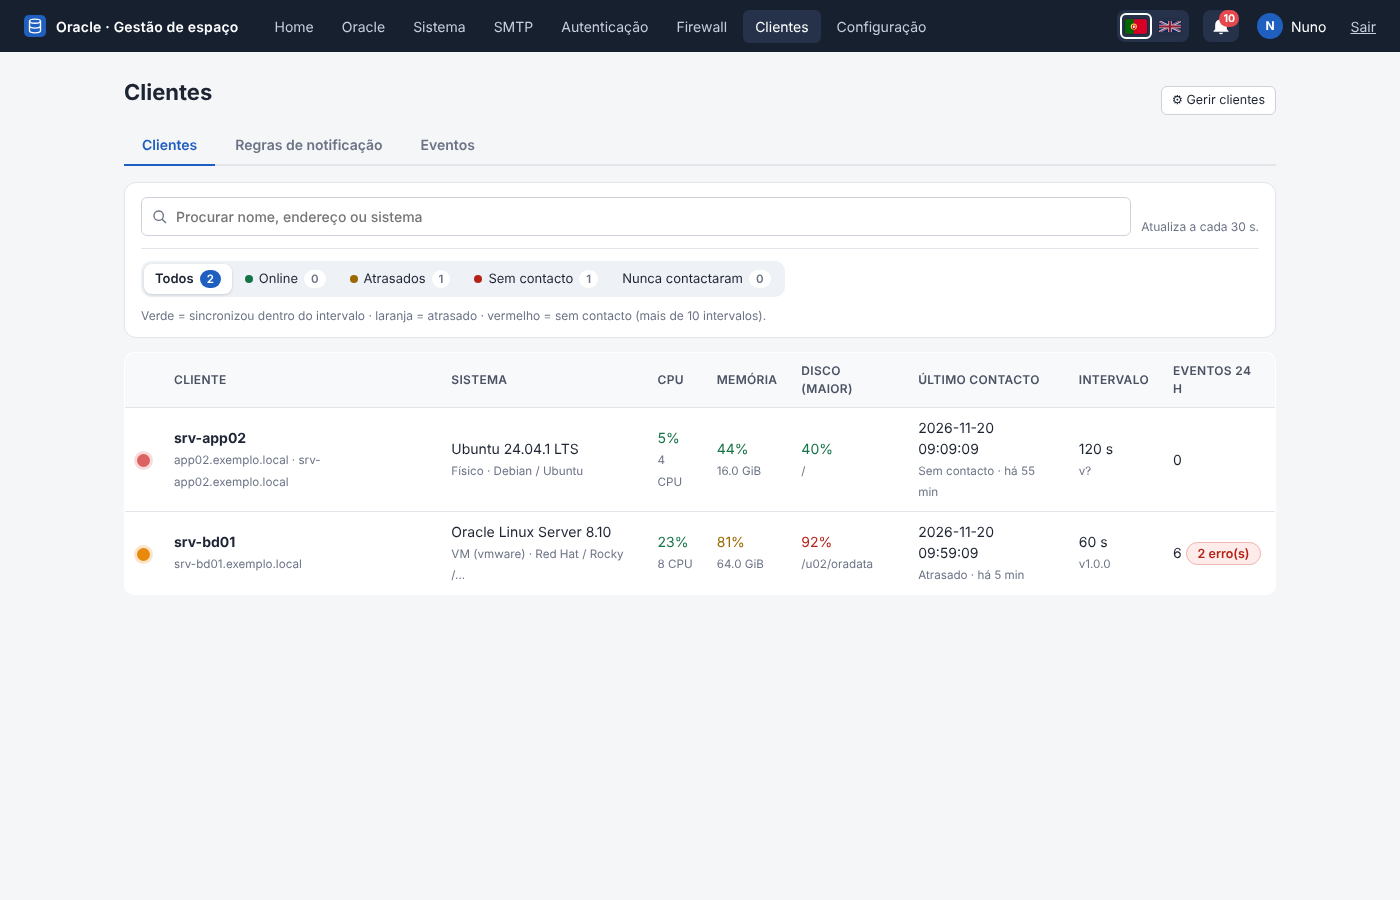 Oracle · Gestão de espaço
Home
Oracle
Sistema
SMTP
Autenticação
Firewall
Clientes
Configuração
10
N
Nuno
Sair
Clientes
⚙ Gerir clientes
Clientes
Regras de notificação
Eventos
Procurar nome, endereço ou sistema
Atualiza a cada 30 s.
Todos 2
Online 0
Atrasados 1
Sem contacto 1
Nunca contactaram 0
Verde = sincronizou dentro do intervalo · laranja = atrasado · vermelho = sem contacto (mais de 10 intervalos).
CLIENTE
SISTEMA
CPU
MEMÓRIA
DISCO
(MAIOR)
ÚLTIMO CONTACTO
INTERVALO
EVENTOS 24
H
srv-app02
app02.exemplo.local · srv-
app02.exemplo.local
Ubuntu 24.04.1 LTS
Físico · Debian / Ubuntu
5%
4
CPU
44%
16.0 GiB
40%
/
2026-11-20
09:09:09
Sem contacto · há 55
min
120 s
v?
0
srv-bd01
srv-bd01.exemplo.local
Oracle Linux Server 8.10
VM (vmware) · Red Hat / Rocky
/...
23%
8 CPU
81%
64.0 GiB
92%
/u02/oradata
2026-11-20
09:59:09
Atrasado · há 5 min
60 s
v1.0.0
6 2 erro(s)